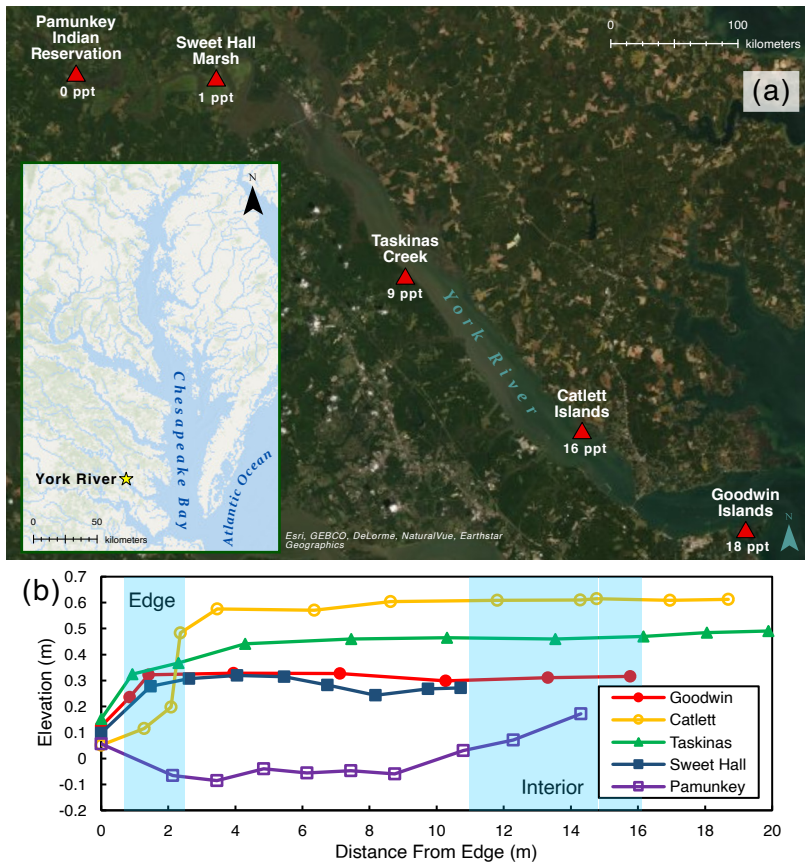 Pamunkey
Indian
Reservation
0 ppt
Sweet Hall
Marsh
1 ppt
0 100
kilometers
(a)
Taskinas
Creek
9 ppt
York River
Catlett
Islands
16 ppt
Goodwin
Islands
18 ppt
N
N
Chesapeake Bay
Atlantic Ocean
York River
0 50
kilometers
Esri, GEBCO, DeLorme, NaturalVue, Earthstar
Geographics
(b)
Edge
Interior
Elevation (m)
0.7
0.6
0.5
0.4
0.3
0.2
0.1
0
-0.1
-0.2
Goodwin
Catlett
Taskinas
Sweet Hall
Pamunkey
0 2 4 6 8 10 12 14 16 18 20
Distance From Edge (m)